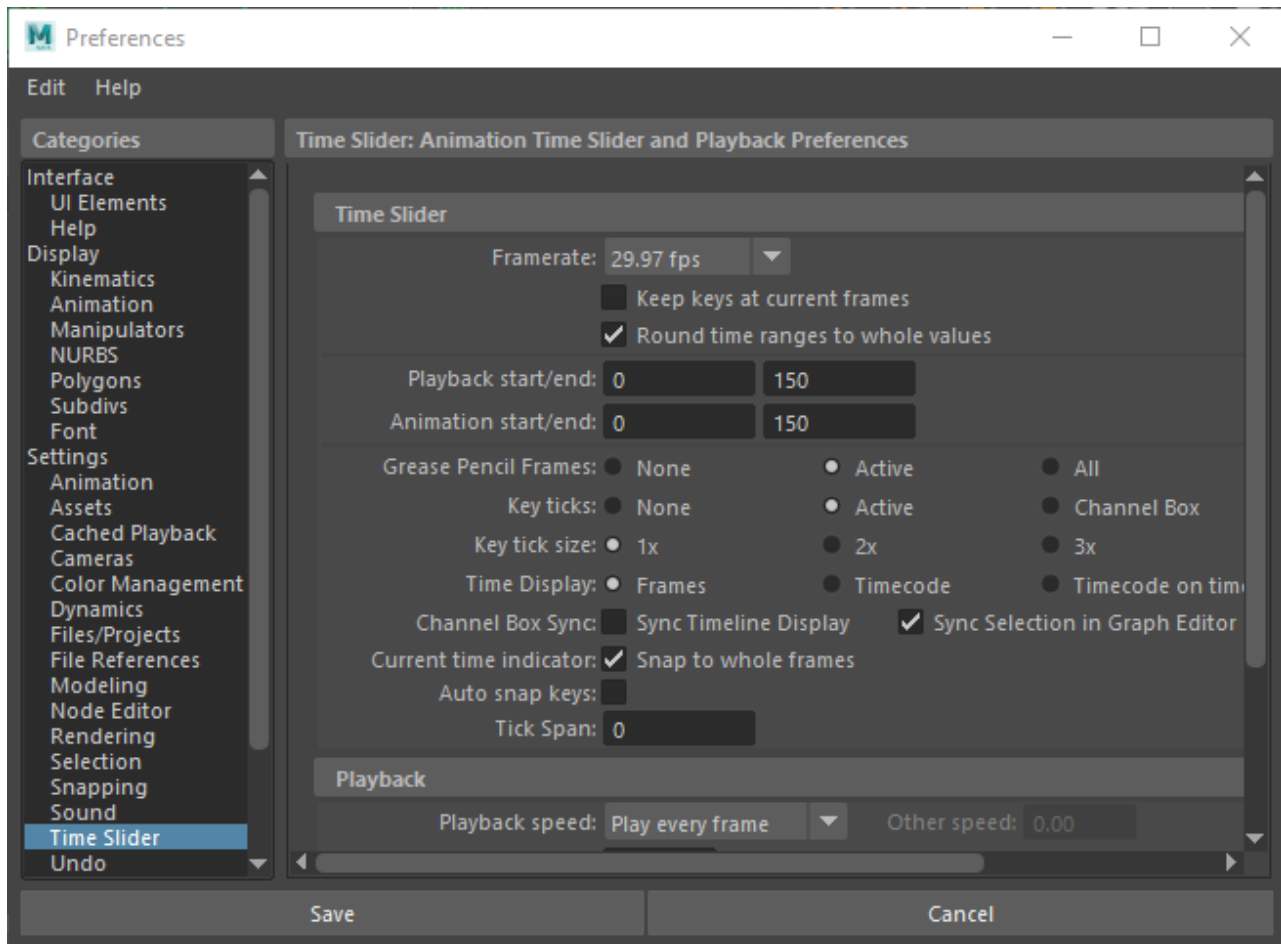 Preferences
Edit Help
Categories
Interface
UI Elements
Help
Display
Kinematics
Animation
Manipulators
NURBS
Polygons
Subdivs
Font
Settings
Animation
Assets
Cached Playback
Cameras
Color Management
Dynamics
Files/Projects
File References
Modeling
Node Editor
Rendering
Selection
Snapping
Sound
Time Slider
Undo
Time Slider: Animation Time Slider and Playback Preferences
Time Slider
Framerate: 29.97 fps
Keep keys at current frames
Round time ranges to whole values
Playback start/end: 0 150
Animation start/end: 0 150
Grease Pencil Frames: None Active All
Key ticks: None Active Channel Box
Key tick size: 1x 2x 3x
Time Display: Frames Timecode Timecode on tim
Channel Box Sync: Sync Timeline Display Sync Selection in Graph Editor
Current time indicator: Snap to whole frames
Auto snap keys:
Tick Span: 0
Playback
Playback speed: Play every frame Other speed: 0.00
Save Cancel